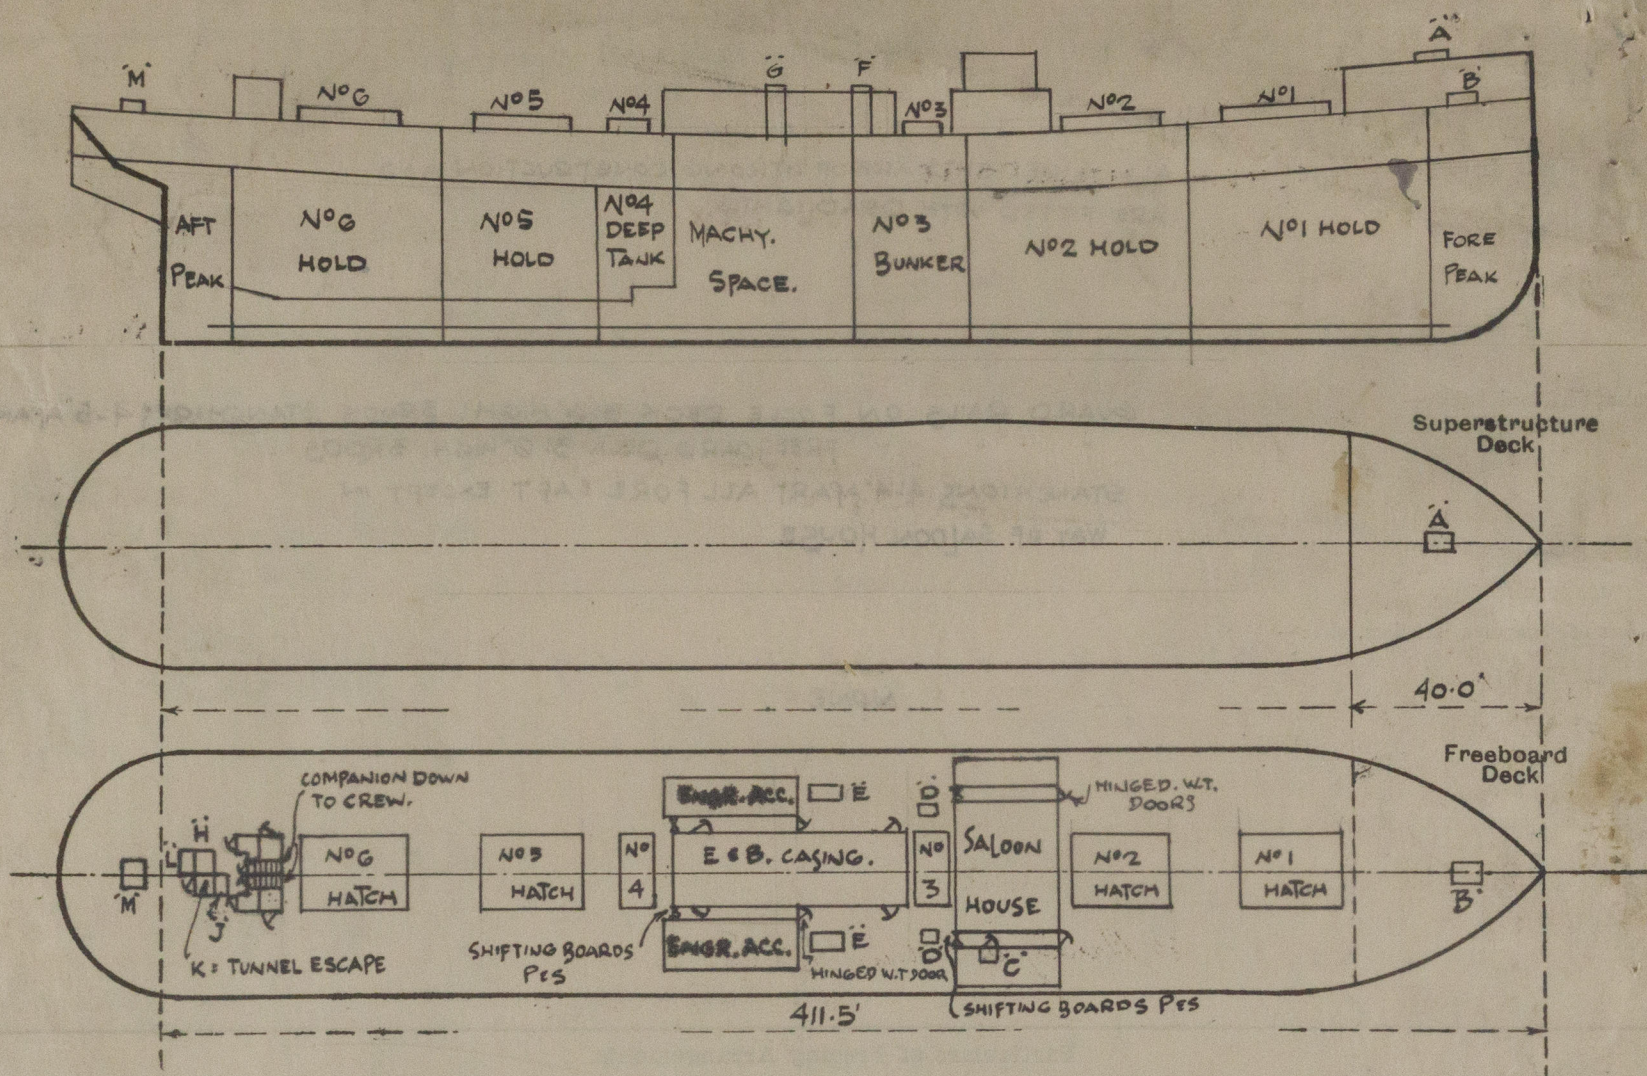 "A"
"M"
"G"
"F"
"B"
No6
No5
No4
No3
No2
No1
AFT
PEAK
No6
HOLD
No5
HOLD
No4
DEEP
TANK
MACHY.
SPACE.
No3
BUNKER
No2 HOLD
No1 HOLD
FORE
PEAK
Superstructure
Deck
"A"
40.0'
Freeboard
Deck
COMPANION DOWN
TO CREW.
ENGR. ACC.
"E"
"D"
HINGED. W.T.
DOORS
"H"
"L"
No6
HATCH
No5
HATCH
No
4
E & B. CASING.
No
3
SALOON
HOUSE
No2
HATCH
No1
HATCH
"M"
"B"
"J"
K = TUNNEL ESCAPE
SHIFTING BOARDS
P&S
ENGR. ACC.
"E"
"D"
"C"
HINGED W.T DOOR
SHIFTING BOARDS P&S
411.5'